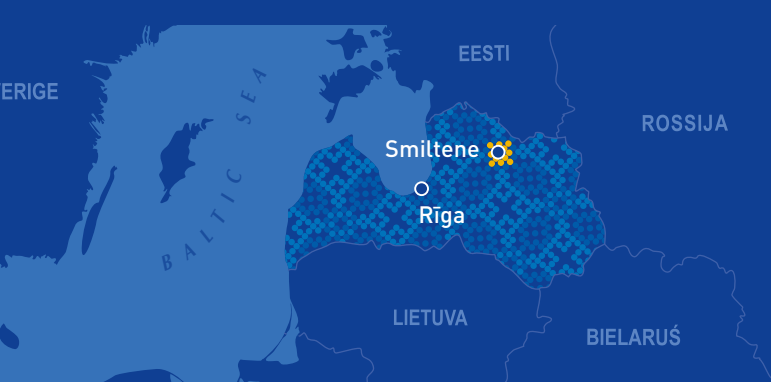 EESTI
ERIGE
ROSSIJA
BALTIC SEA
Smiltene
Rīga
LIETUVA
BIELARUŚ